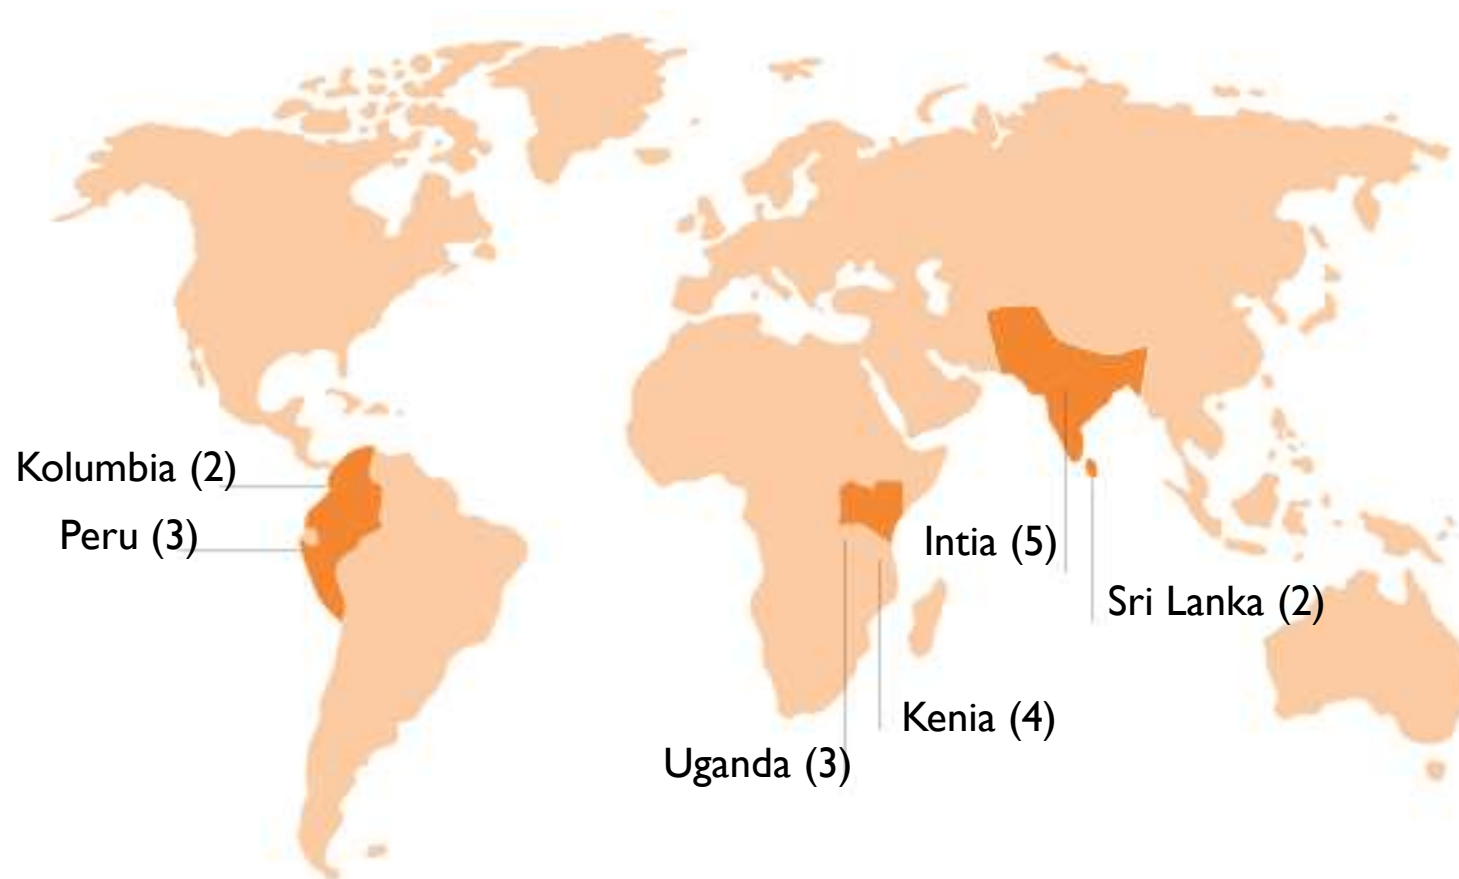 Kolumbia (2)
Peru (3)
Intia (5)
Sri Lanka (2)
Kenia (4)
Uganda (3)